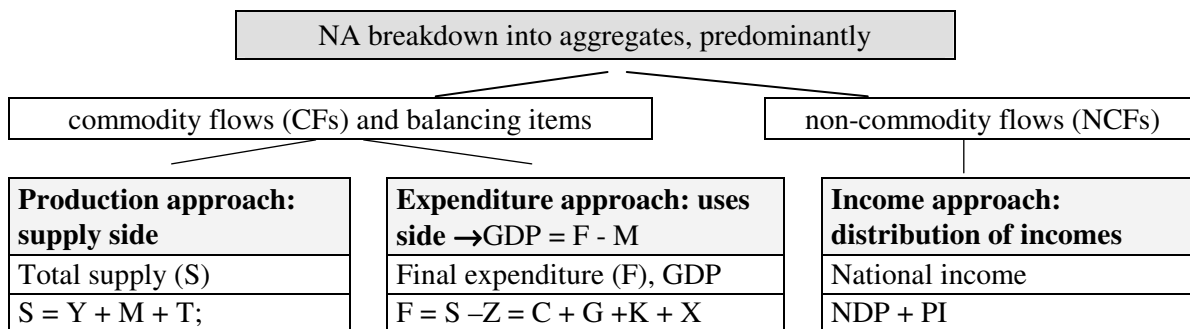 NA breakdown into aggregates, predominantly
commodity flows (CFs) and balancing items
non-commodity flows (NCFs)
Production approach:
supply side
Total supply (S)
S = Y + M + T;
Expenditure approach: uses
side →GDP = F - M
Final expenditure (F), GDP
F = S –Z = C + G +K + X
Income approach:
distribution of incomes
National income
NDP + PI